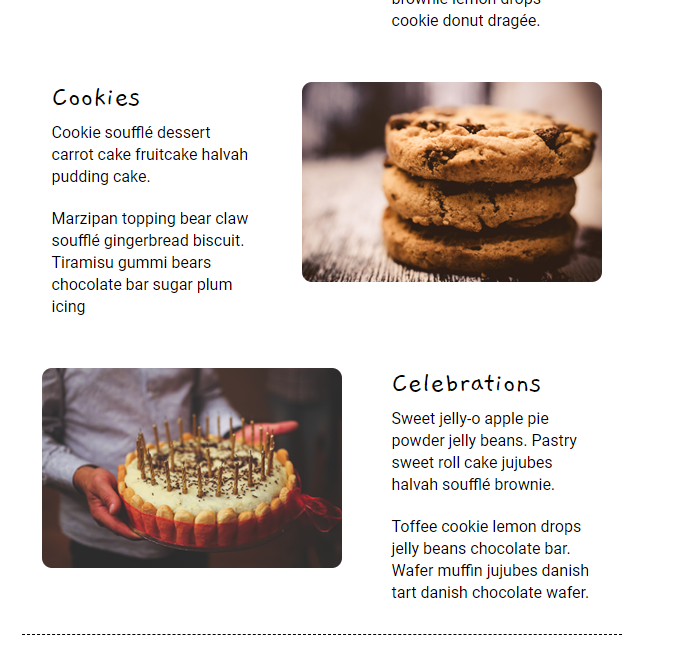 brownie lemon drops
cookie donut dragée.
Cookies
Cookie soufflé dessert
carrot cake fruitcake halvah
pudding cake.
Marzipan topping bear claw
soufflé gingerbread biscuit.
Tiramisu gummi bears
chocolate bar sugar plum
icing
Celebrations
Sweet jelly-o apple pie
powder jelly beans. Pastry
sweet roll cake jujubes
halvah soufflé brownie.
Toffee cookie lemon drops
jelly beans chocolate bar.
Wafer muffin jujubes danish
tart danish chocolate wafer.